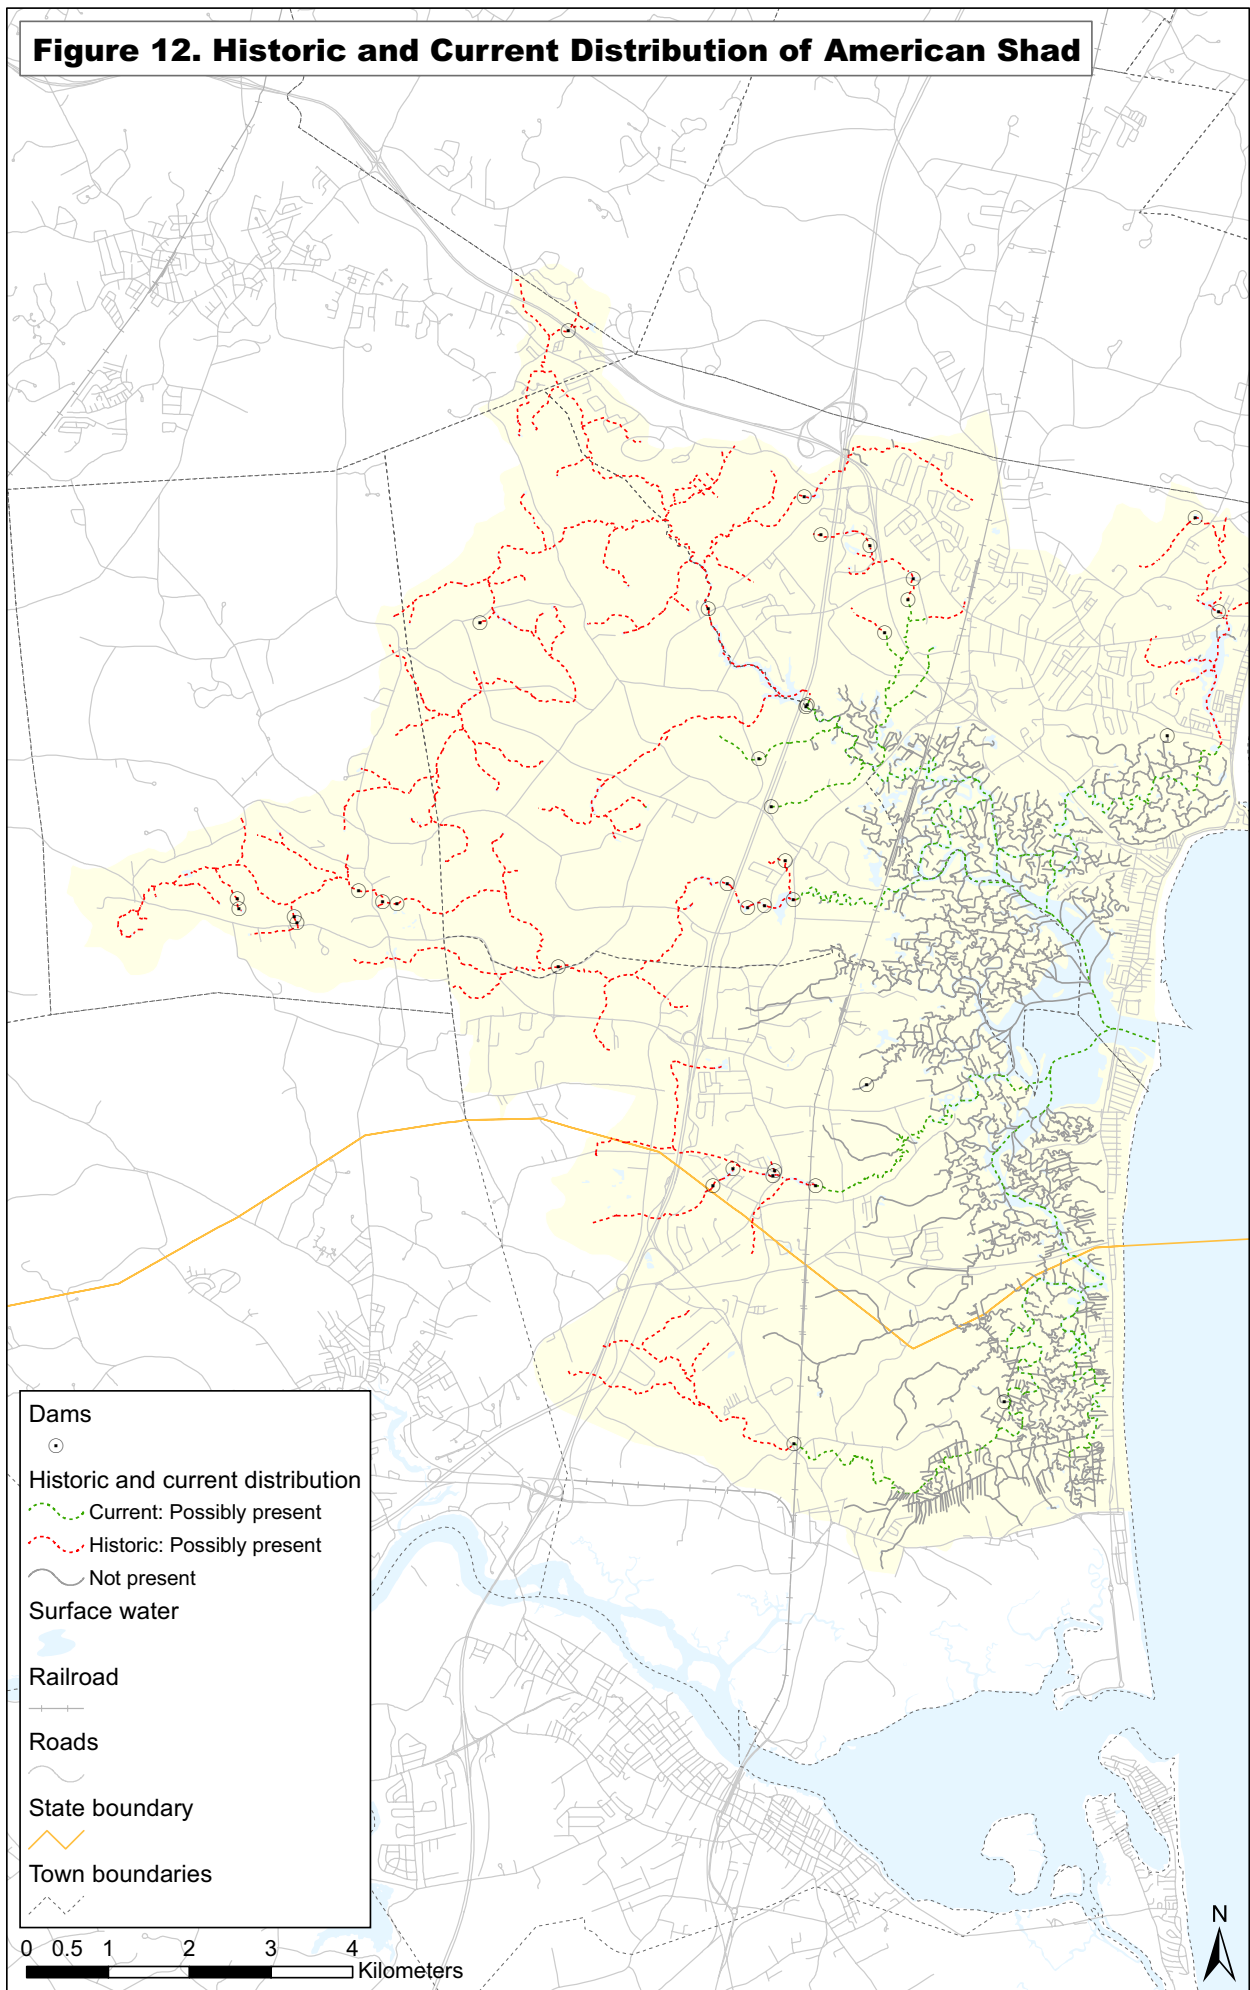 Figure 12. Historic and Current Distribution of American Shad
Dams
Historic and current distribution
Current: Possibly present
Historic: Possibly present
Not present
Surface water
Railroad
Roads
State boundary
Town boundaries
0 0.5 1 2 3 4
Kilometers
N